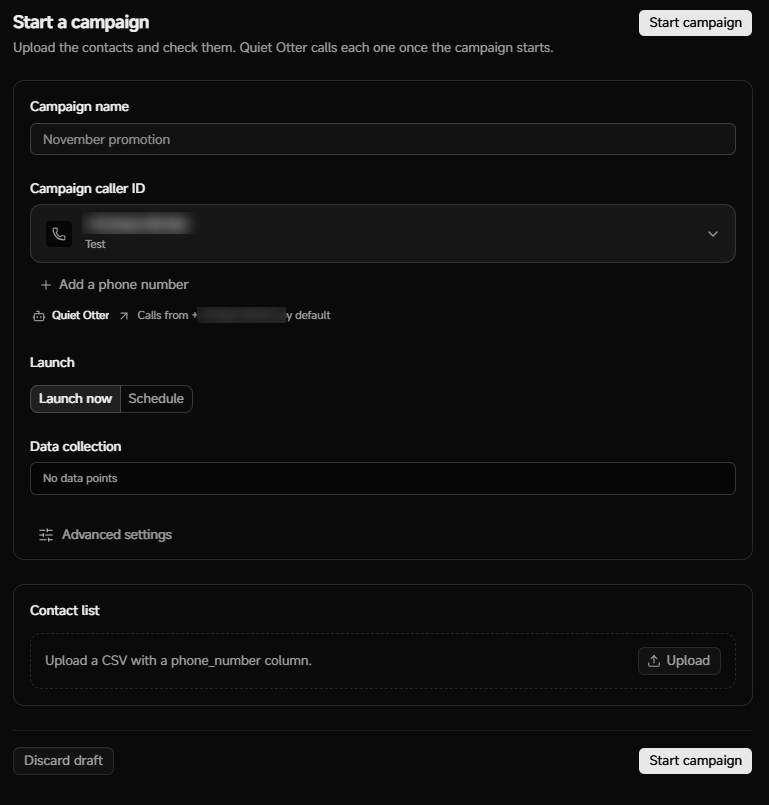 Start a campaign
Start campaign
Upload the contacts and check them. Quiet Otter calls each one once the campaign starts.
Campaign name
November promotion
Campaign caller ID
Test
Add a phone number
Quiet Otter Calls from + default
Launch
Launch now Schedule
Data collection
No data points
Advanced settings
Contact list
Upload a CSV with a phone_number column.
Upload
Discard draft
Start campaign